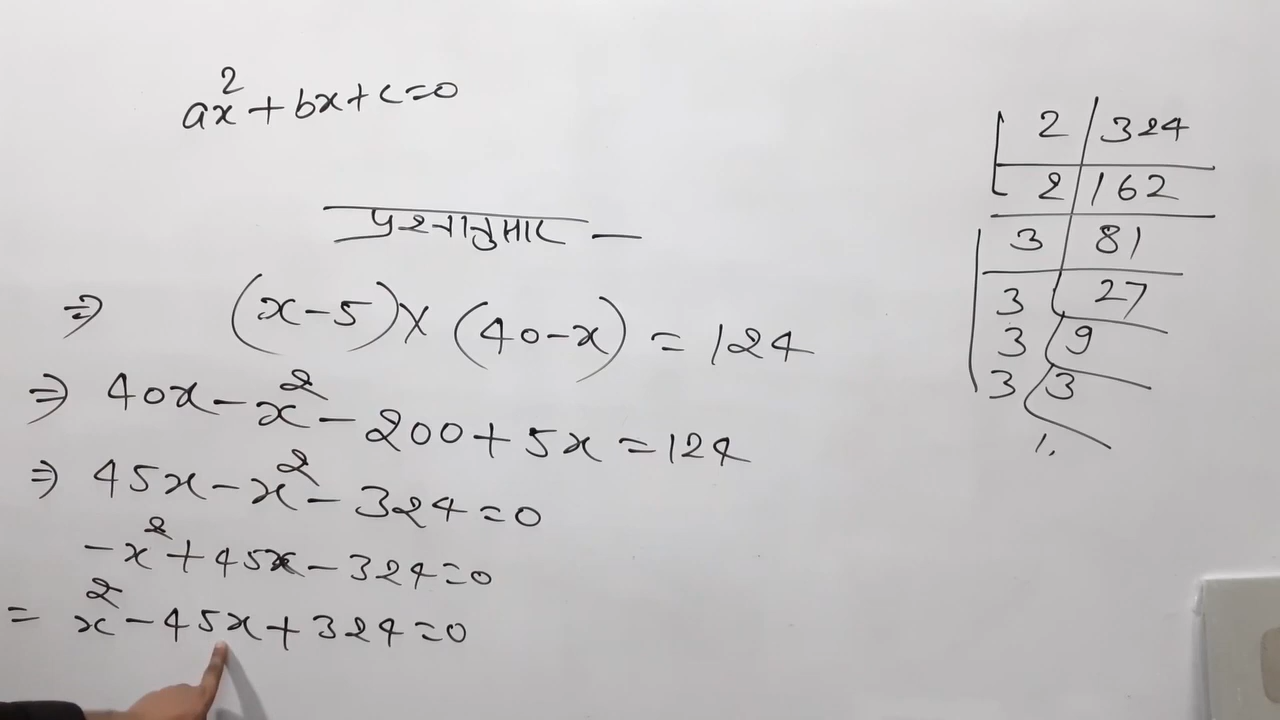 ax² + bx + c = 0
प्रश्नानुसार —
⇒ (x - 5) × (40 - x) = 124
⇒ 40x - x² - 200 + 5x = 124
⇒ 45x - x² - 324 = 0
- x² + 45x - 324 = 0
= x² - 45x + 324 = 0
2 | 324
2 | 162
3 | 81
3 | 27
3 | 9
3 | 3
1.